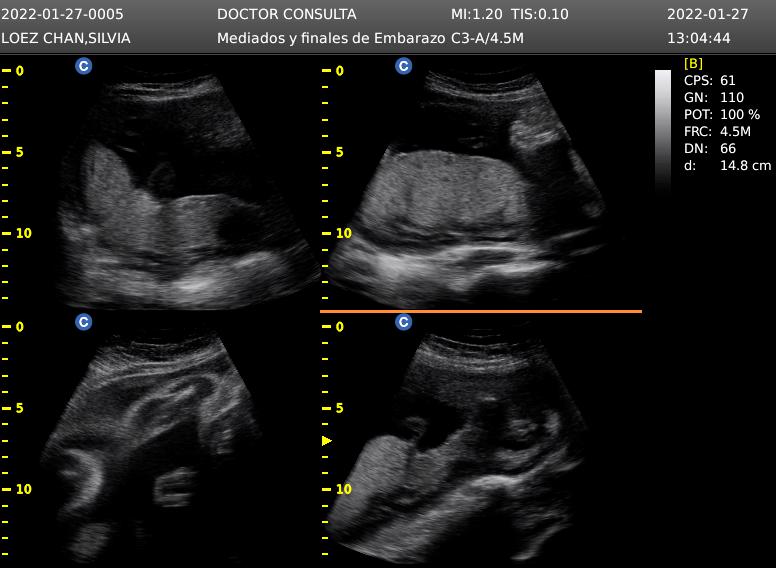 2022-01-27-0005 DOCTOR CONSULTA MI:1.20 TIS:0.10 2022-01-27
LOEZ CHAN,SILVIA Mediados y finales de Embarazo C3-A/4.5M 13:04:44
C C
0 0
5 5
10 10
[B]
CPS: 61
GN: 110
POT: 100 %
FRC: 4.5M
DN: 66
d: 14.8 cm
C C
0 0
5 5
10 10